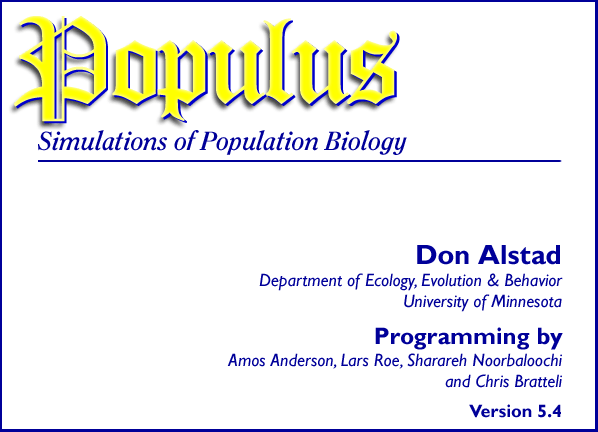 Populus
Simulations of Population Biology
Don Alstad
Department of Ecology, Evolution & Behavior
University of Minnesota
Programming by
Amos Anderson, Lars Roe, Sharareh Noorbaloochi
and Chris Bratteli
Version 5.4